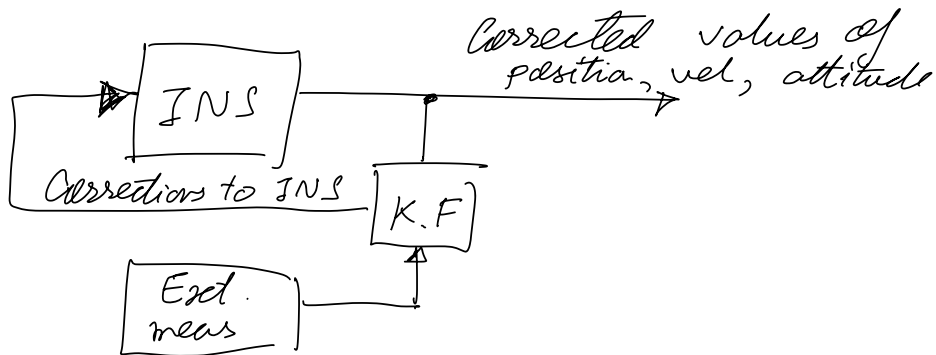 Corrected values of
position, vel, attitude
INS
Corrections to INS
K.F
Ext.
meas